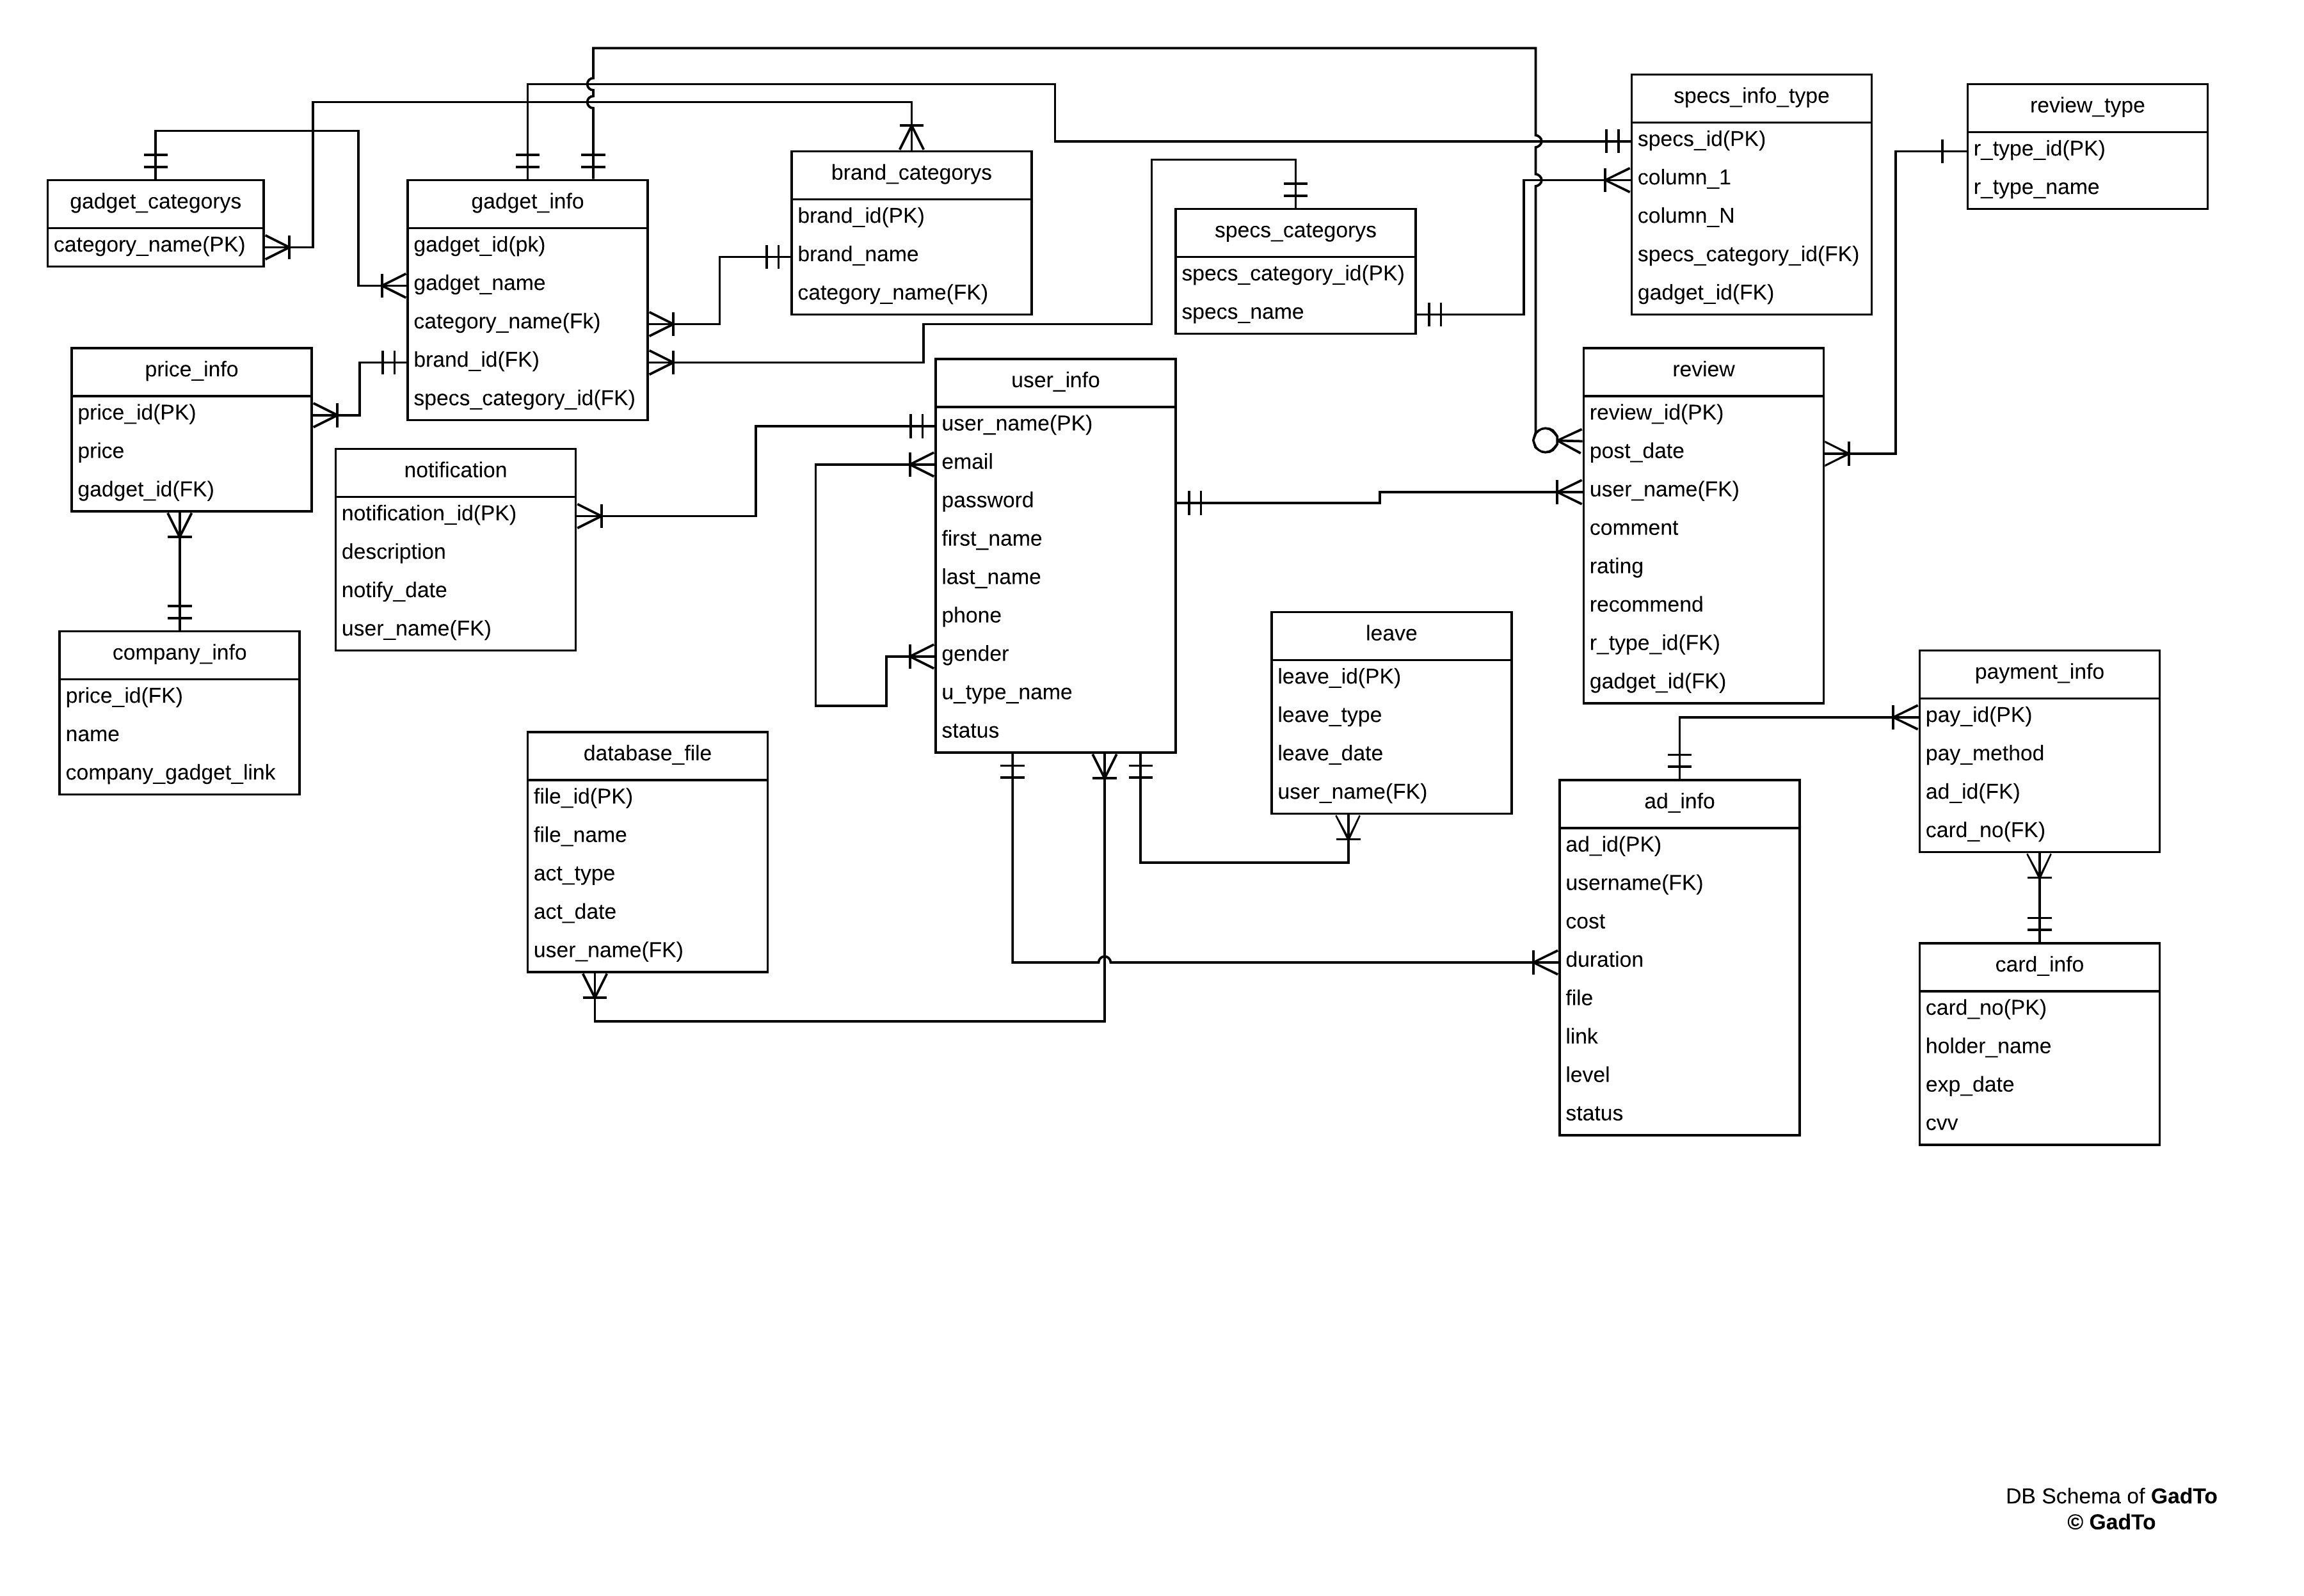 gadget_categorys
category_name(PK)
gadget_info
gadget_id(pk)
gadget_name
category_name(Fk)
brand_id(FK)
specs_category_id(FK)
brand_categorys
brand_id(PK)
brand_name
category_name(FK)
specs_categorys
specs_category_id(PK)
specs_name
specs_info_type
specs_id(PK)
column_1
column_N
specs_category_id(FK)
gadget_id(FK)
review_type
r_type_id(PK)
r_type_name
price_info
price_id(PK)
price
gadget_id(FK)
notification
notification_id(PK)
description
notify_date
user_name(FK)
user_info
user_name(PK)
email
password
first_name
last_name
phone
gender
u_type_name
status
review
review_id(PK)
post_date
user_name(FK)
comment
rating
recommend
r_type_id(FK)
gadget_id(FK)
company_info
price_id(FK)
name
company_gadget_link
database_file
file_id(PK)
file_name
act_type
act_date
user_name(FK)
leave
leave_id(PK)
leave_type
leave_date
user_name(FK)
ad_info
ad_id(PK)
username(FK)
cost
duration
file
link
level
status
payment_info
pay_id(PK)
pay_method
ad_id(FK)
card_no(FK)
card_info
card_no(PK)
holder_name
exp_date
cvv
DB Schema of GadTo
© GadTo